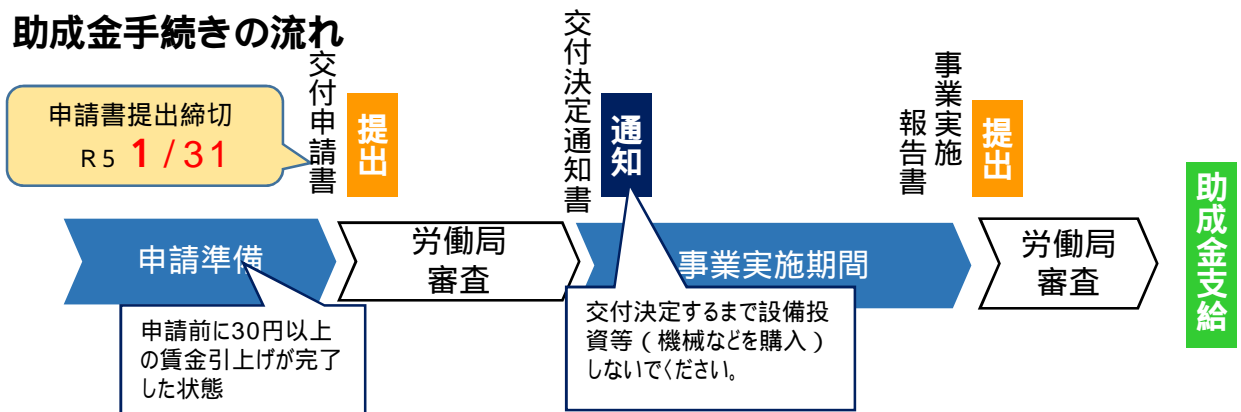 助成金手続きの流れ
申請書提出締切
R5 1/31
交付申請書
提出
交付決定通知書
通知
事業実施
報告書
提出
申請準備
労働局
審査
事業実施期間
労働局
審査
助成金支給
申請前に30円以上
の賃金引上げが完了
した状態
交付決定するまで設備投
資等(機械などを購入)
しないでください。